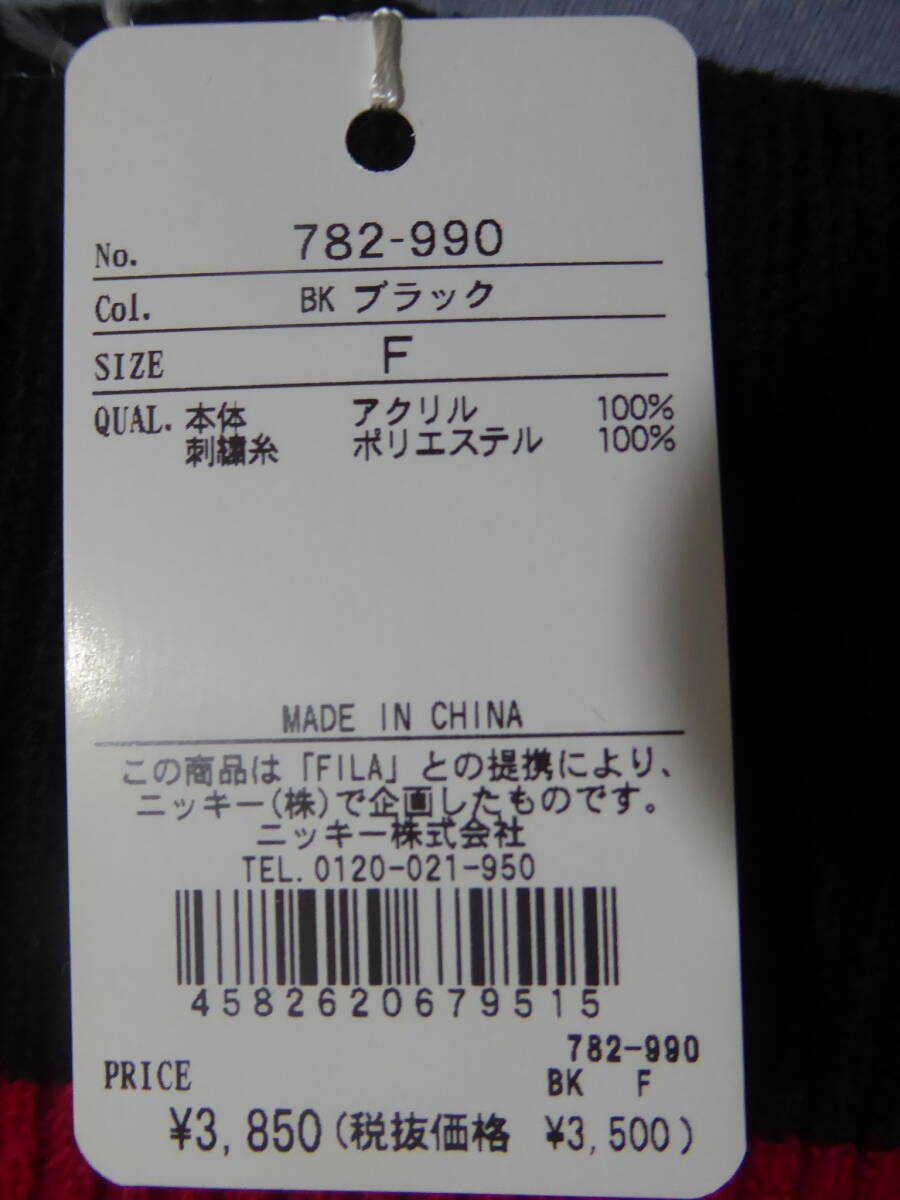 No. 782-990
Col. BK ブラック
SIZE F
QUAL. 本体 アクリル 100%
刺繍糸 ポリエステル 100%
MADE IN CHINA
この商品は「FILA」との提携により、
ニッキー(株)で企画したものです。
ニッキー株式会社
TEL. 0120-021-950
4582620679515
782-990
PRICE BK F
¥3,850(税抜価格 ¥3,500)